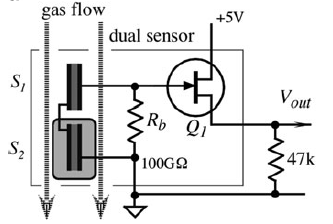 gas flow
+5V
dual sensor
S1
Vout
Rb
Q1
S2
100GΩ
47k